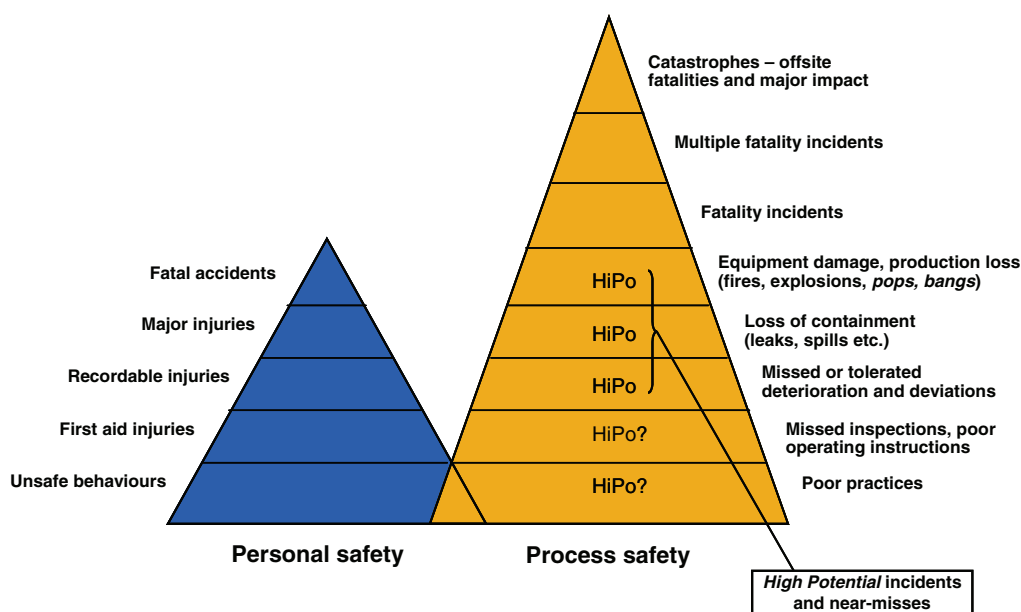 Catastrophes – offsite
fatalities and major impact
Multiple fatality incidents
Fatality incidents
Fatal accidents
HiPo
Equipment damage, production loss
(fires, explosions, pops, bangs)
Major injuries
HiPo
Loss of containment
(leaks, spills etc.)
Recordable injuries
HiPo
Missed or tolerated
deterioration and deviations
First aid injuries
HiPo?
Missed inspections, poor
operating instructions
Unsafe behaviours
HiPo?
Poor practices
Personal safety
Process safety
High Potential incidents
and near-misses